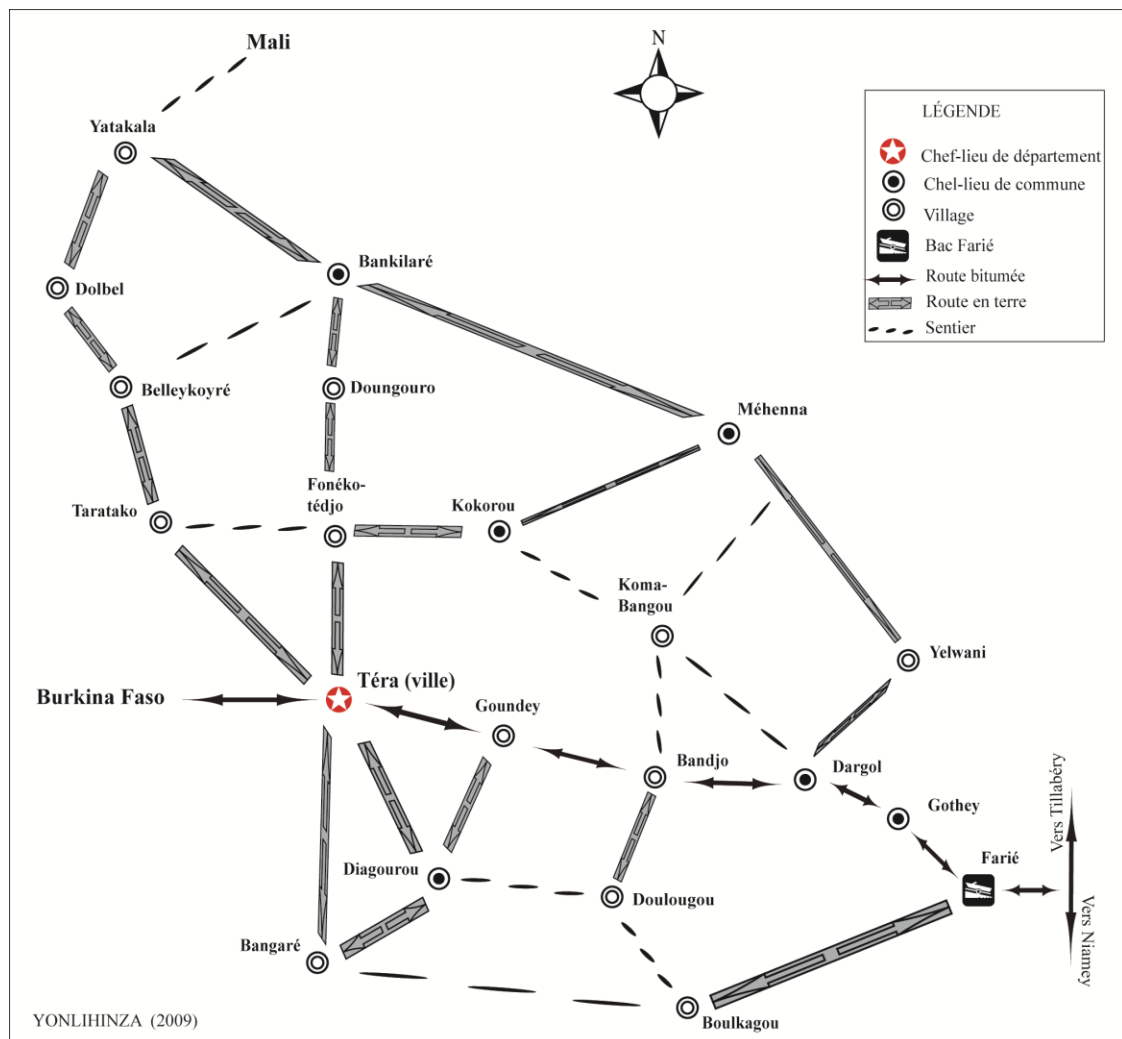 Mali
N
LÉGENDE
Chef-lieu de département
Chel-lieu de commune
Village
Bac Farié
Route bitumée
Route en terre
Sentier
Yatakala
Bankilaré
Dolbel
Belleykoyré
Doungouro
Méhenna
Fonéko-
tédjo
Kokorou
Taratako
Koma-
Bangou
Yelwani
Burkina Faso
Téra (ville)
Goundey
Bandjo
Dargol
Gothey
Vers Tillabéry
Farié
Diagourou
Doulougou
Vers Niamey
Bangaré
Boulkagou
YONLIHINZA (2009)